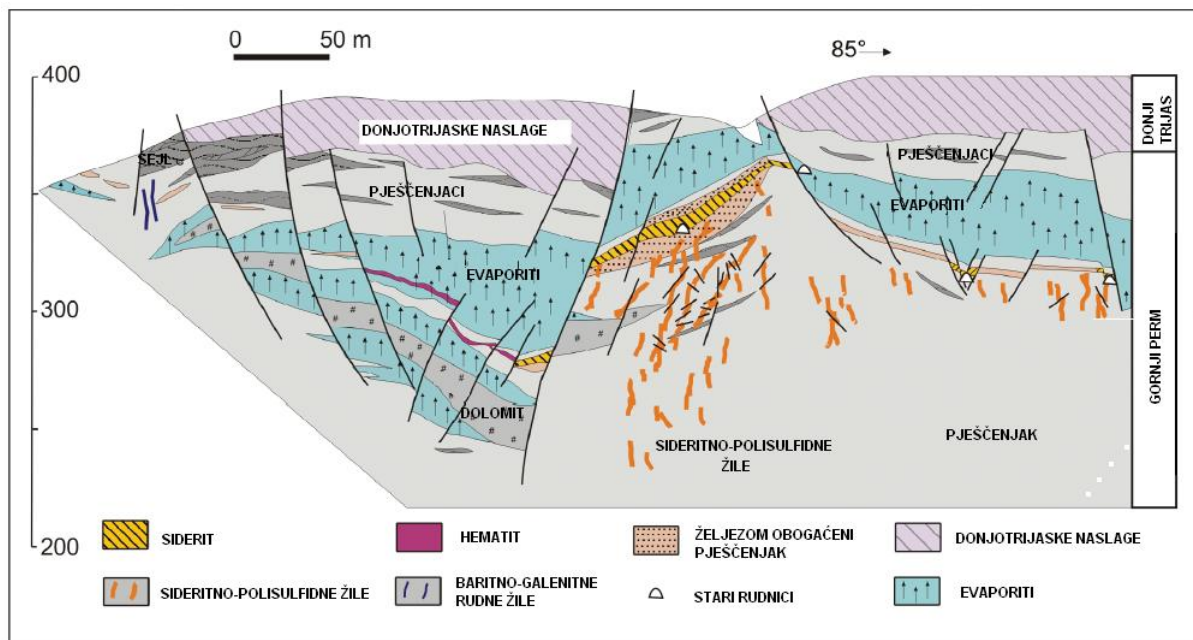 0 50 m
85°
400
300
200
DONJI
TRIJAS
GORNJI PERM
DONJOTRIJASKE NASLAGE
ŠEJL
PJEŠČENJACI
PJEŠČENJACI
EVAPORITI
EVAPORITI
DOLOMIT
SIDERITNO-POLISULFIDNE
ŽILE
PJEŠČENJAK
SIDERIT
HEMATIT
ŽELJEZOM OBOGAĆENI
PJEŠČENJAK
DONJOTRIJASKE NASLAGE
SIDERITNO-POLISULFIDNE ŽILE
BARITNO-GALENITNE
RUDNE ŽILE
STARI RUDNICI
EVAPORITI